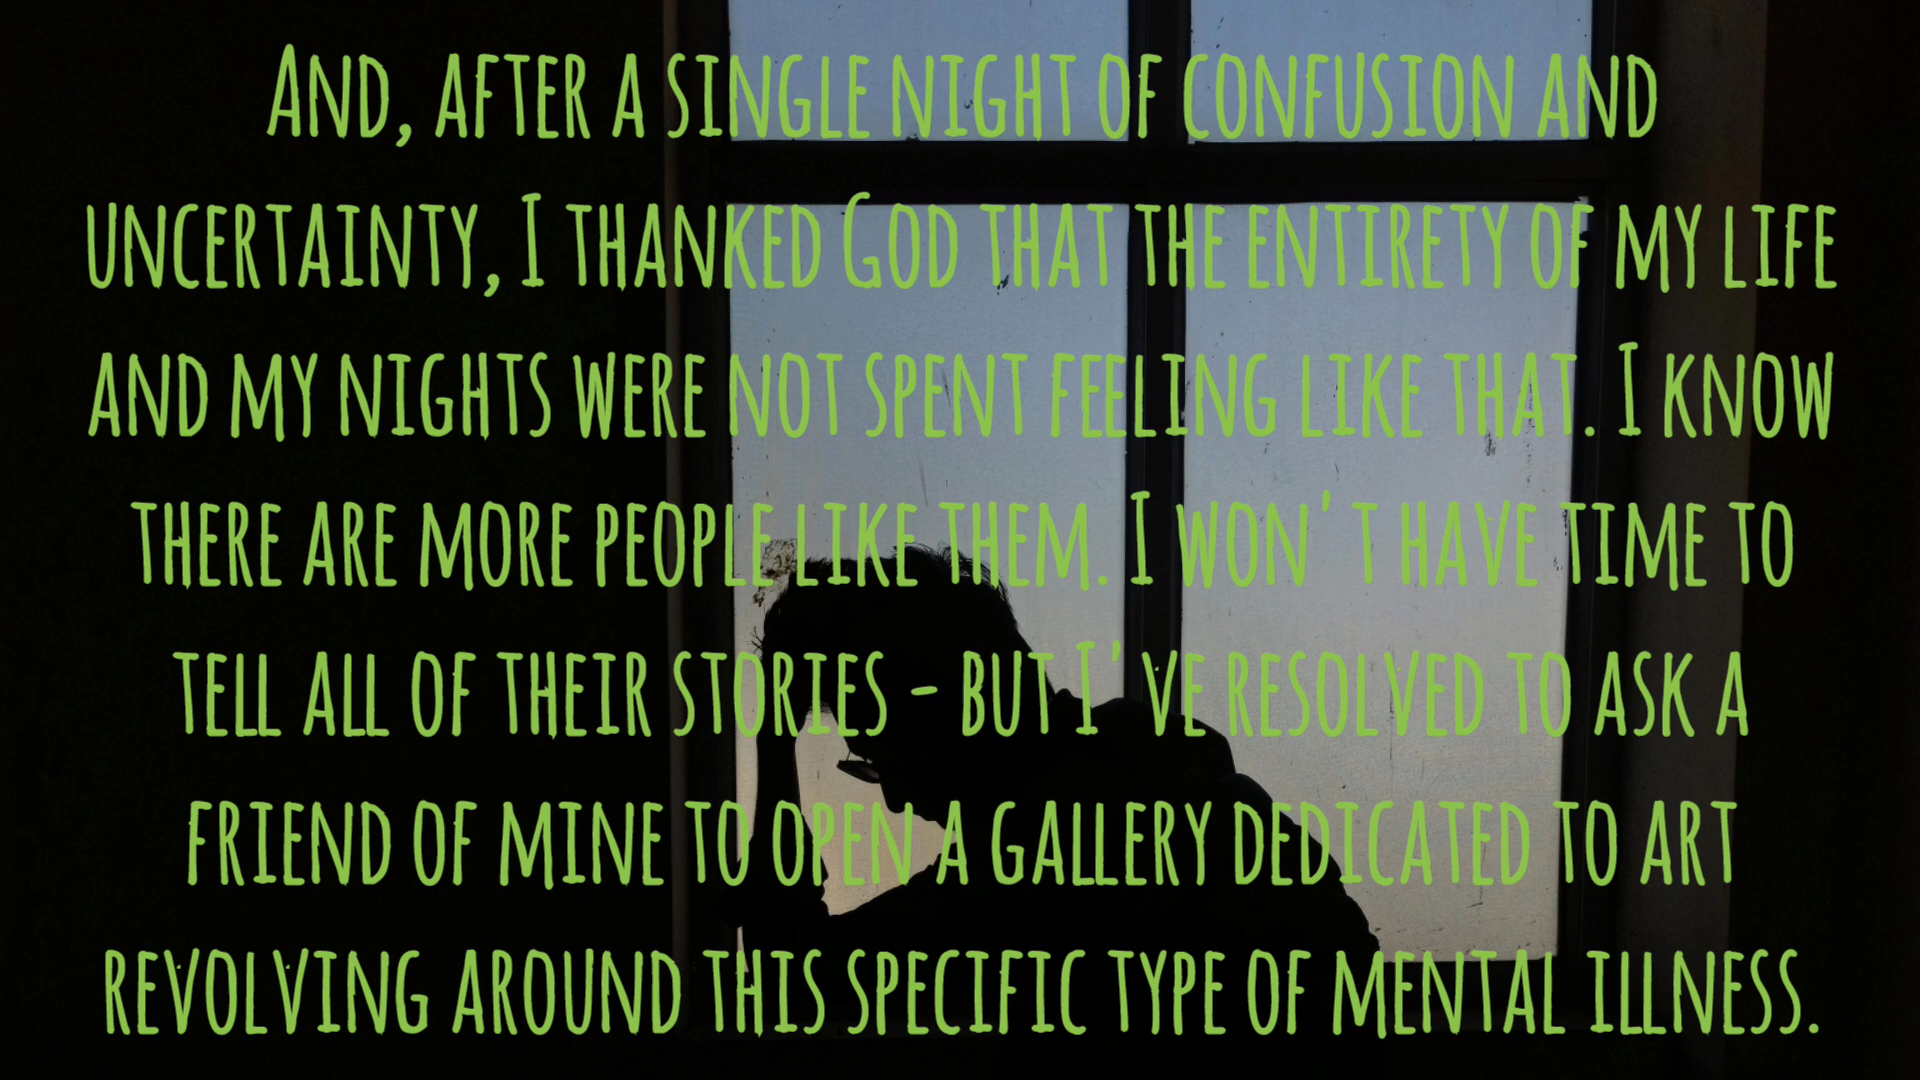 And, after a single night of confusion and
uncertainty, I thanked God that the entirety of my life
and my nights were not spent feeling like that. I know
there are more people like them. I won't have time to
tell all of their stories - but I've resolved to ask a
friend of mine to open a gallery dedicated to art
revolving around this specific type of mental illness.